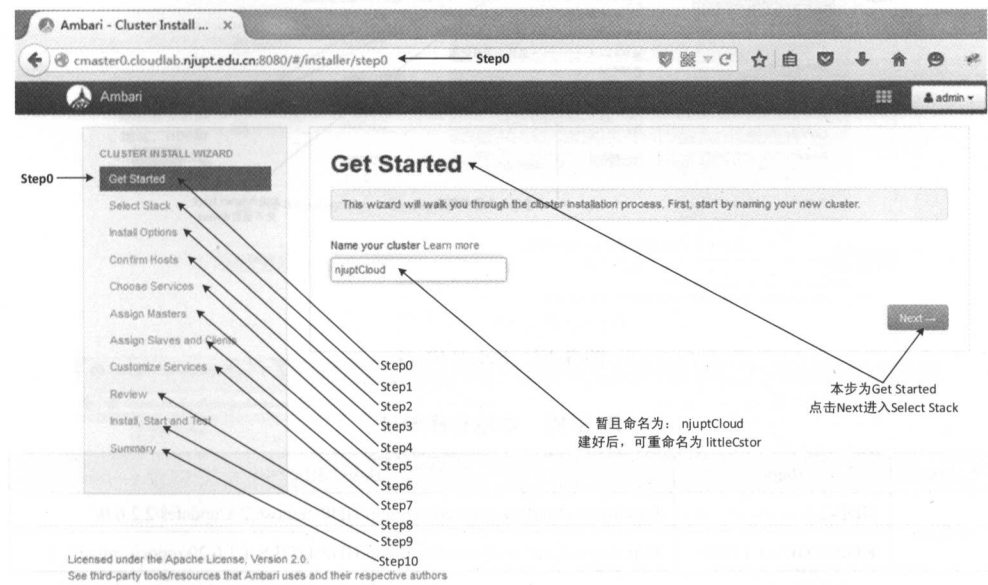 Ambari - Cluster Install ... ×
cmaster0.cloudlab.njupt.edu.cn:8080/#/installer/step0
Step0
Ambari
admin
CLUSTER INSTALL WIZARD
Step0
Get Started
Select Stack
Install Options
Confirm Hosts
Choose Services
Assign Masters
Assign Slaves and Clients
Customize Services
Review
Install, Start and Test
Summary
Get Started
This wizard will walk you through the cluster installation process. First, start by naming your new cluster.
Name your cluster Learn more
njuptCloud
Next→
Step0
Step1
Step2
Step3
Step4
Step5
Step6
Step7
Step8
Step9
Step10
暂且命名为： njuptCloud
建好后，可重命名为 littleCstor
本步为Get Started
点击Next进入Select Stack
Licensed under the Apache License, Version 2.0.
See third-party tools/resources that Ambari uses and their respective authors